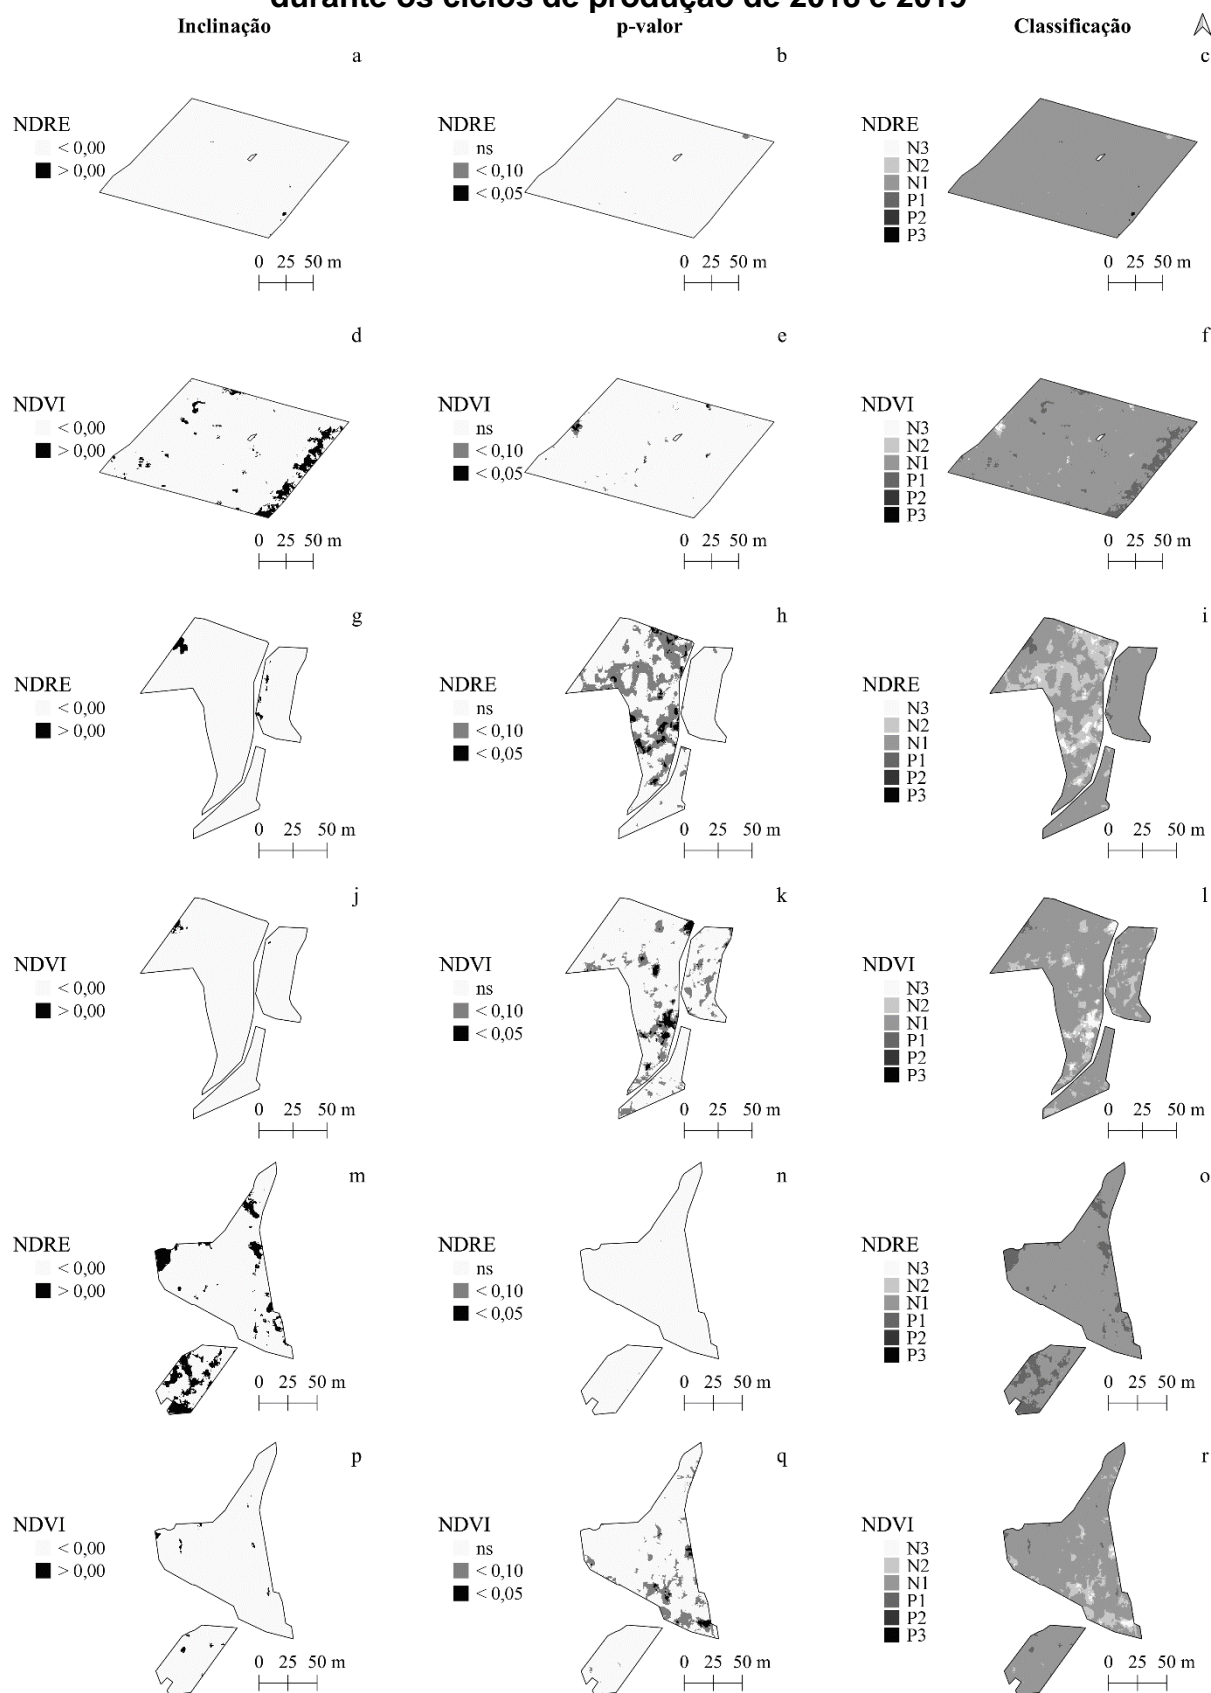 durante os ciclos de produção de 2018 e 2019
Inclinação p-valor Classificação
a b c
NDRE NDRE NDRE
< 0,00 ns N3
> 0,00 < 0,10 N2
< 0,05 N1
P1
P2
P3
0 25 50 m 0 25 50 m 0 25 50 m
d e f
NDVI NDVI NDVI
< 0,00 ns N3
> 0,00 < 0,10 N2
< 0,05 N1
P1
P2
P3
0 25 50 m 0 25 50 m 0 25 50 m
g h i
NDRE NDRE NDRE
< 0,00 ns N3
> 0,00 < 0,10 N2
< 0,05 N1
P1
P2
P3
0 25 50 m 0 25 50 m 0 25 50 m
j k l
NDVI NDVI NDVI
< 0,00 ns N3
> 0,00 < 0,10 N2
< 0,05 N1
P1
P2
P3
0 25 50 m 0 25 50 m 0 25 50 m
m n o
NDRE NDRE NDRE
< 0,00 ns N3
> 0,00 < 0,10 N2
< 0,05 N1
P1
P2
P3
0 25 50 m 0 25 50 m 0 25 50 m
p q r
NDVI NDVI NDVI
< 0,00 ns N3
> 0,00 < 0,10 N2
< 0,05 N1
P1
P2
P3
0 25 50 m 0 25 50 m 0 25 50 m